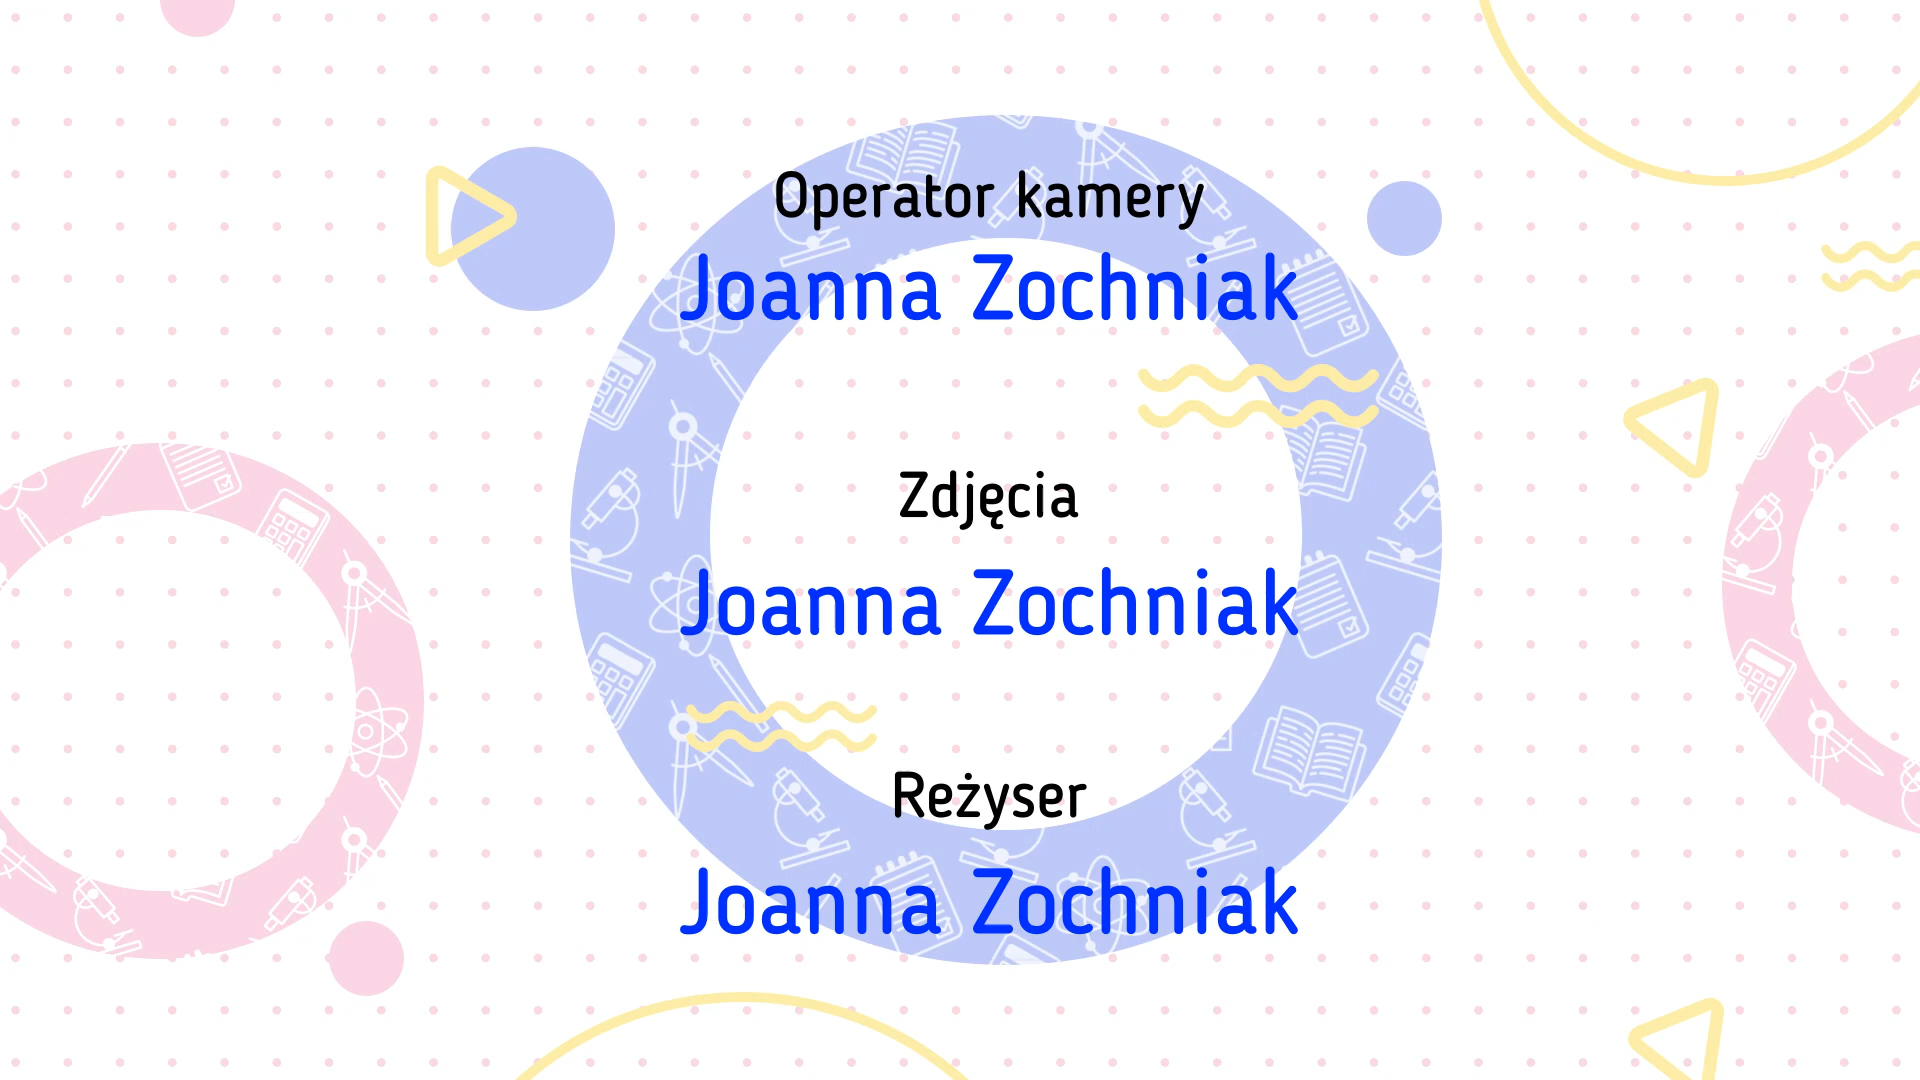 Operator kamery
Joanna Zochniak
Zdjęcia
Joanna Zochniak
Reżyser
Joanna Zochniak